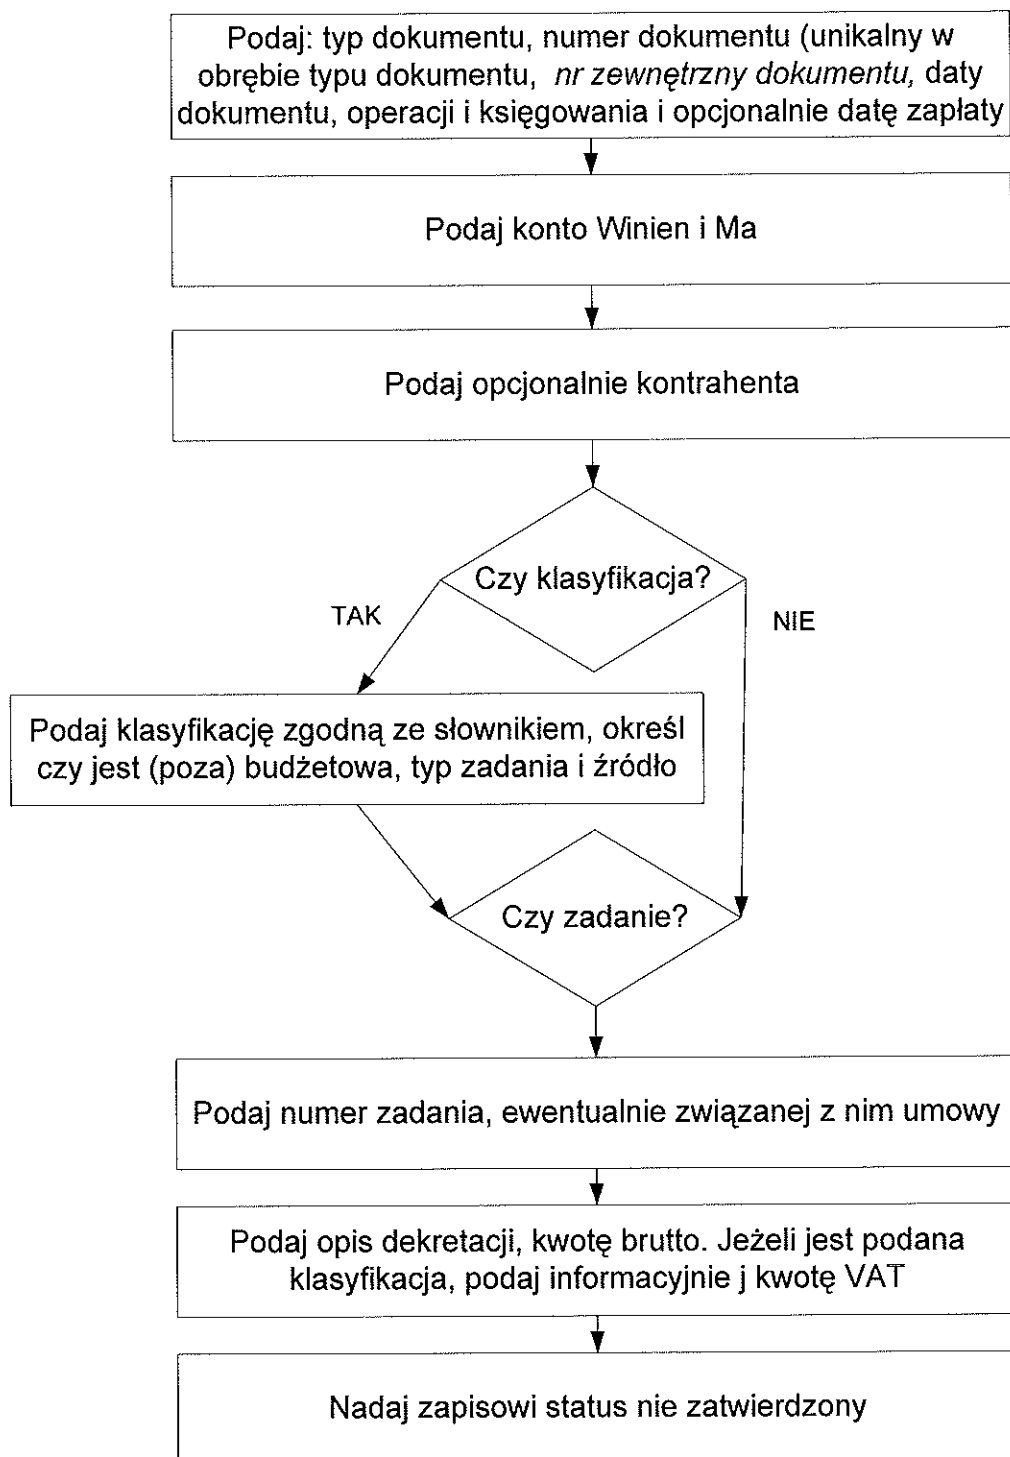 Podaj: typ dokumentu, numer dokumentu (unikalny w
obrębie typu dokumentu, nr zewnętrzny dokumentu, daty
dokumentu, operacji i księgowania i opcjonalnie datę zapłaty
Podaj konto Winien i Ma
Podaj opcjonalnie kontrahenta
Czy klasyfikacja?
TAK
NIE
Podaj klasyfikację zgodną ze słownikiem, określ
czy jest (poza) budżetowa, typ zadania i źródło
Czy zadanie?
Podaj numer zadania, ewentualnie związanej z nim umowy
Podaj opis dekretacji, kwotę brutto. Jeżeli jest podana
klasyfikacja, podaj informacyjnie j kwotę VAT
Nadaj zapisowi status nie zatwierdzony